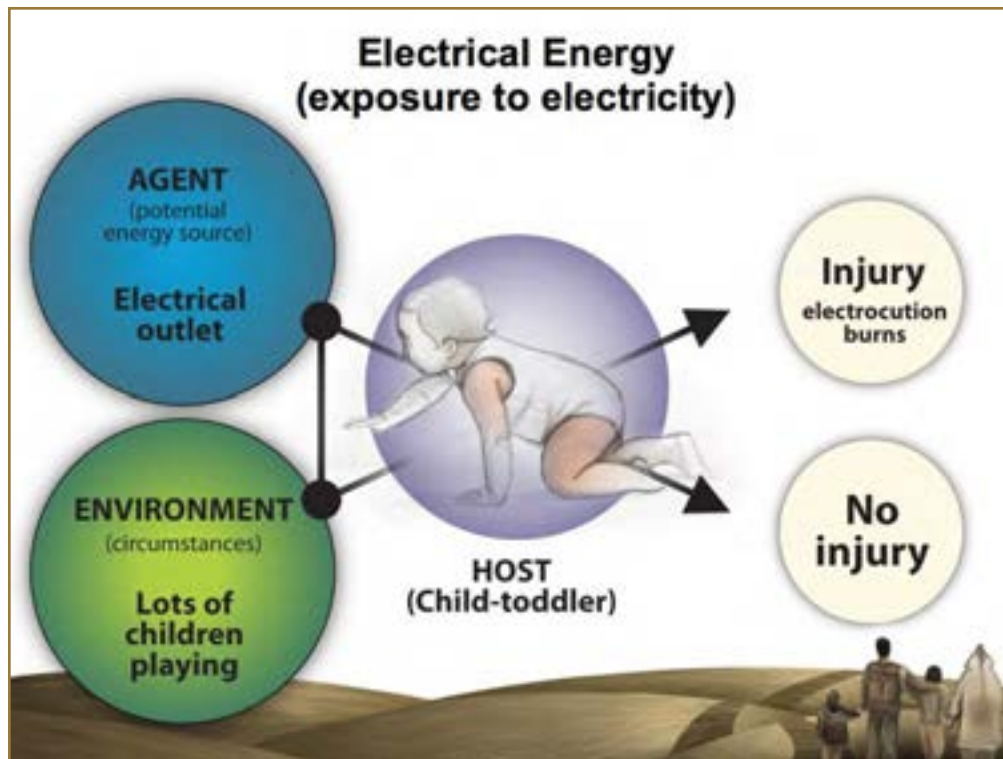 Electrical Energy
(exposure to electricity)
AGENT
(potential
energy source)
Electrical
outlet
ENVIRONMENT
(circumstances)
Lots of
children
playing
HOST
(Child-toddler)
Injury
electrocution
burns
No
injury